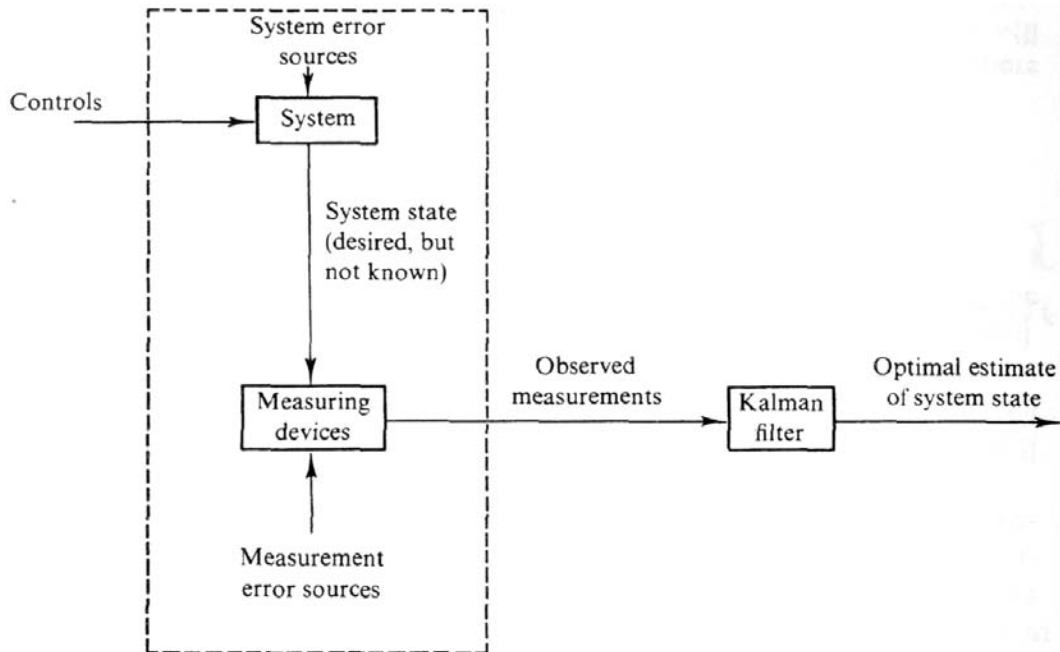 System error
sources
Controls
System
System state
(desired, but
not known)
Observed
measurements
Optimal estimate
of system state
Measuring
devices
Kalman
filter
Measurement
error sources